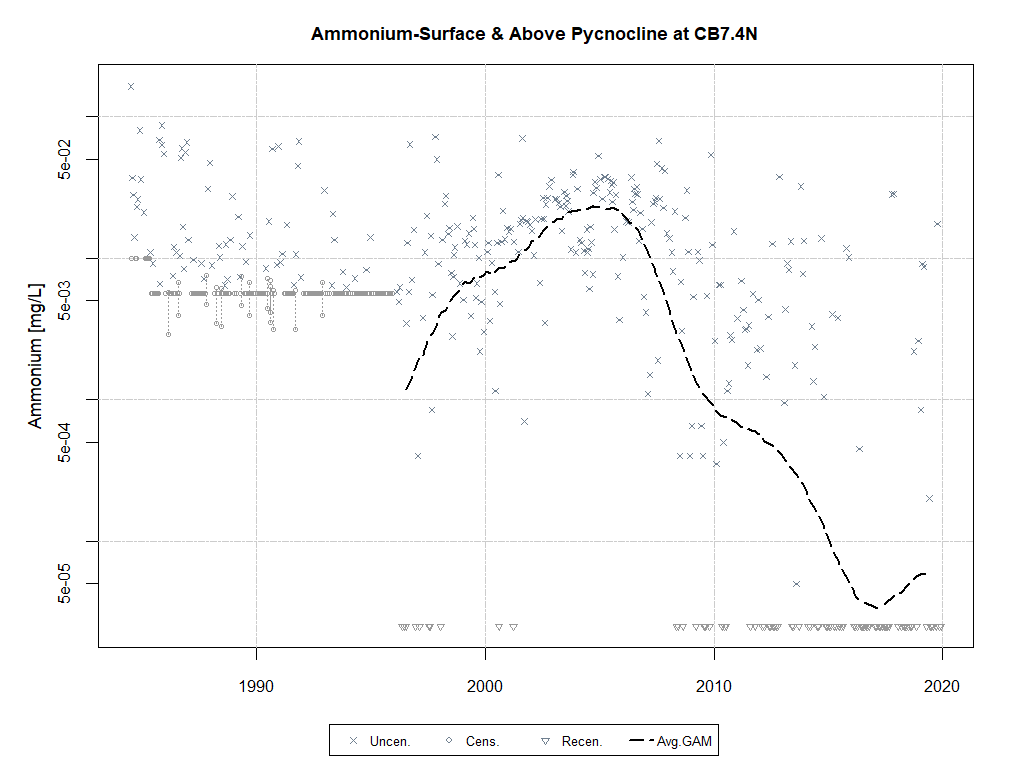 Ammonium-Surface & Above Pycnocline at CB7.4N
Ammonium [mg/L]
5e-02
5e-03
5e-04
5e-05
1990 2000 2010 2020
Uncen. Cens. Recen. Avg.GAM